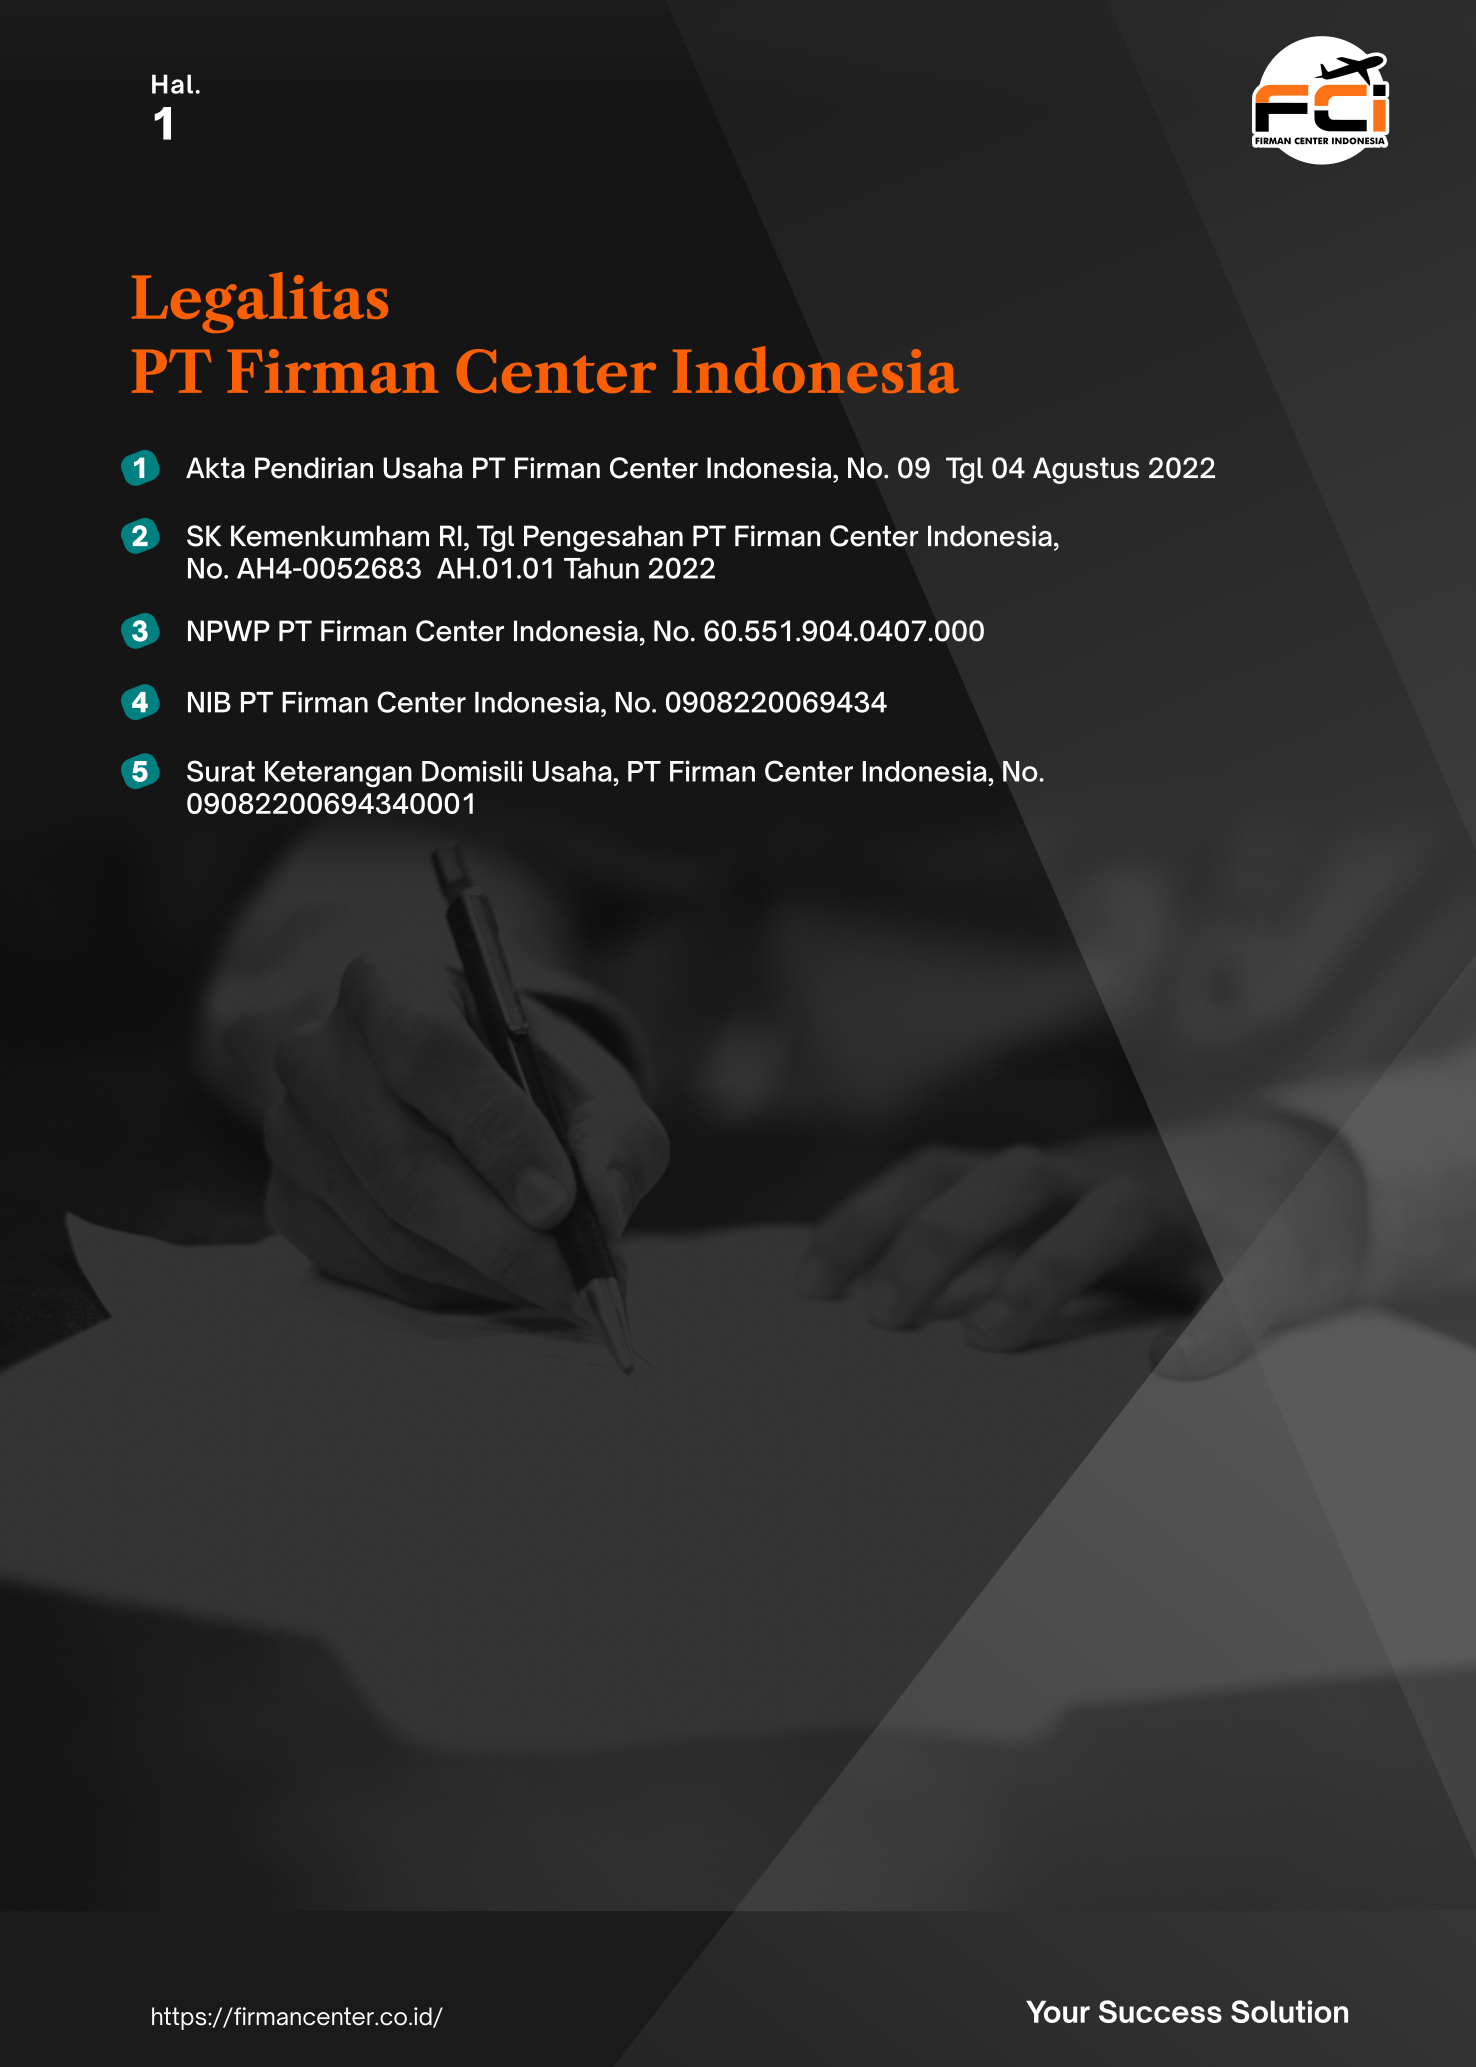 Hal.
1
FCi
FIRMAN CENTER INDONESIA
Legalitas
PT Firman Center Indonesia
1 Akta Pendirian Usaha PT Firman Center Indonesia, No. 09  Tgl 04 Agustus 2022
2 SK Kemenkumham RI, Tgl Pengesahan PT Firman Center Indonesia,
No. AH4-0052683  AH.01.01 Tahun 2022
3 NPWP PT Firman Center Indonesia, No. 60.551.904.0407.000
4 NIB PT Firman Center Indonesia, No. 0908220069434
5 Surat Keterangan Domisili Usaha, PT Firman Center Indonesia, No.
09082200694340001
https://firmancenter.co.id/
Your Success Solution